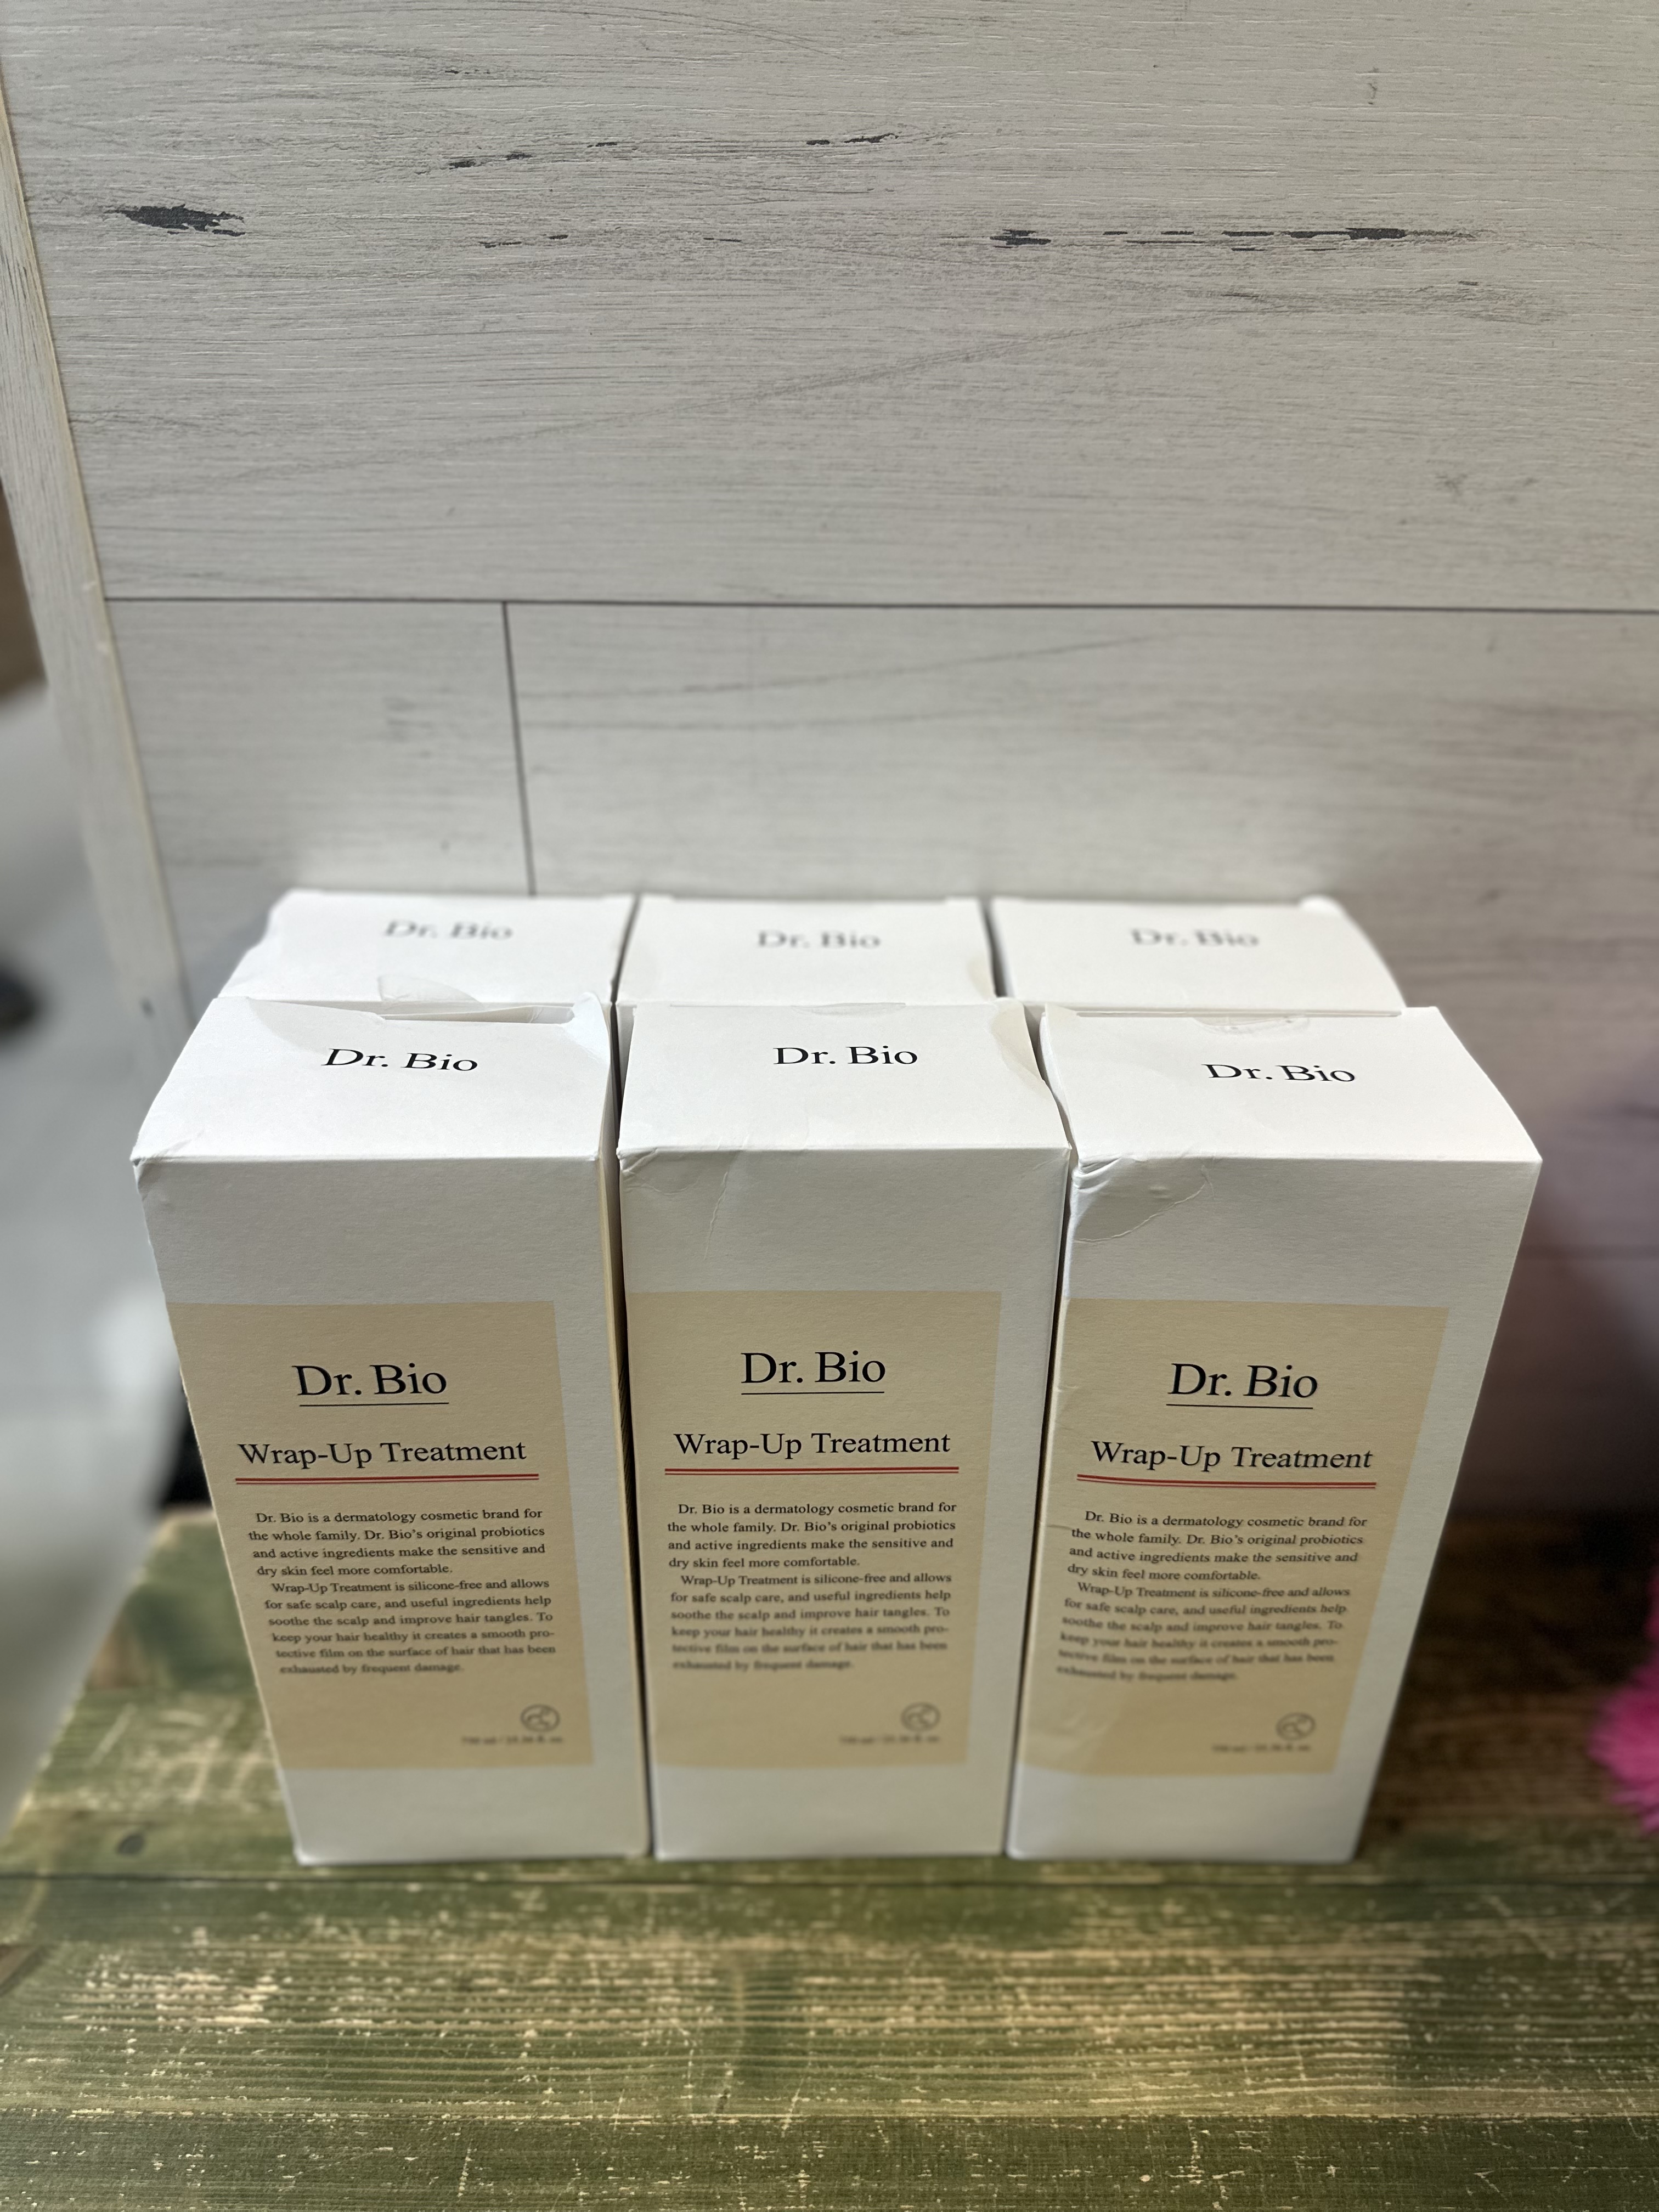 Dr. Bio
Dr. Bio
Dr. Bio
Dr. Bio
Dr. Bio
Dr. Bio
Dr. Bio
Wrap-Up Treatment
Dr. Bio is a dermatology cosmetic brand for
the whole family. Dr. Bio's original probiotics
and active ingredients make the sensitive and
dry skin feel more comfortable.
Wrap-Up Treatment is silicone-free and allows
for safe scalp care, and useful ingredients help
soothe the scalp and improve hair tangles. To
keep your hair healthy it creates a smooth pro-
tective film on the surface of hair that has been
exhausted by frequent damage.
Dr. Bio
Wrap-Up Treatment
Dr. Bio is a dermatology cosmetic brand for
the whole family. Dr. Bio's original probiotics
and active ingredients make the sensitive and
dry skin feel more comfortable.
Wrap-Up Treatment is silicone-free and allows
for safe scalp care, and useful ingredients help
soothe the scalp and improve hair tangles. To
keep your hair healthy it creates a smooth pro-
tective film on the surface of hair that has been
exhausted by frequent damage.
Dr. Bio
Wrap-Up Treatment
Dr. Bio is a dermatology cosmetic brand for
the whole family. Dr. Bio's original probiotics
and active ingredients make the sensitive and
dry skin feel more comfortable.
Wrap-Up Treatment is silicone-free and allows
for safe scalp care, and useful ingredients help
soothe the scalp and improve hair tangles. To
keep your hair healthy it creates a smooth pro-
tective film on the surface of hair that has been
exhausted by frequent damage.